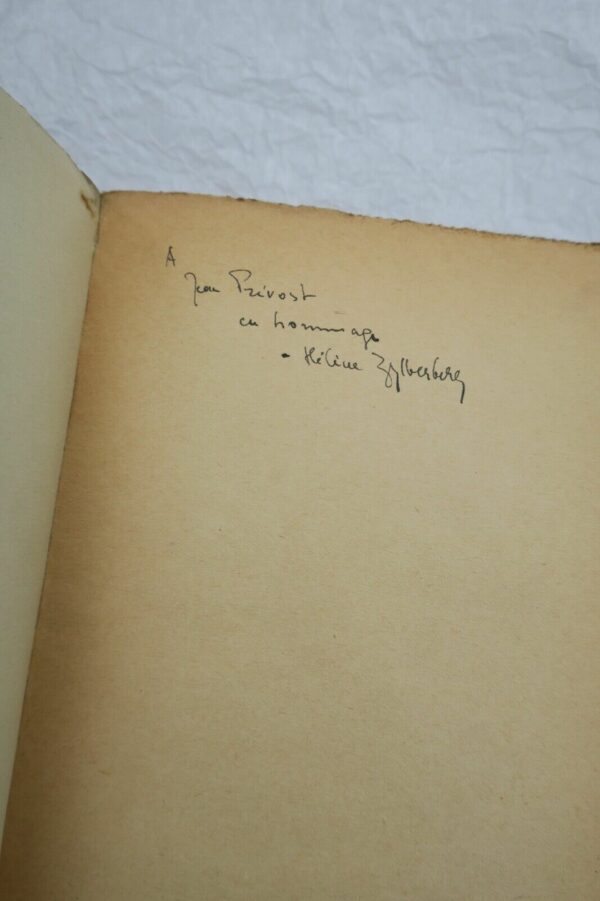 A
Jean Prévost
en hommage
Hélène Zylberberg